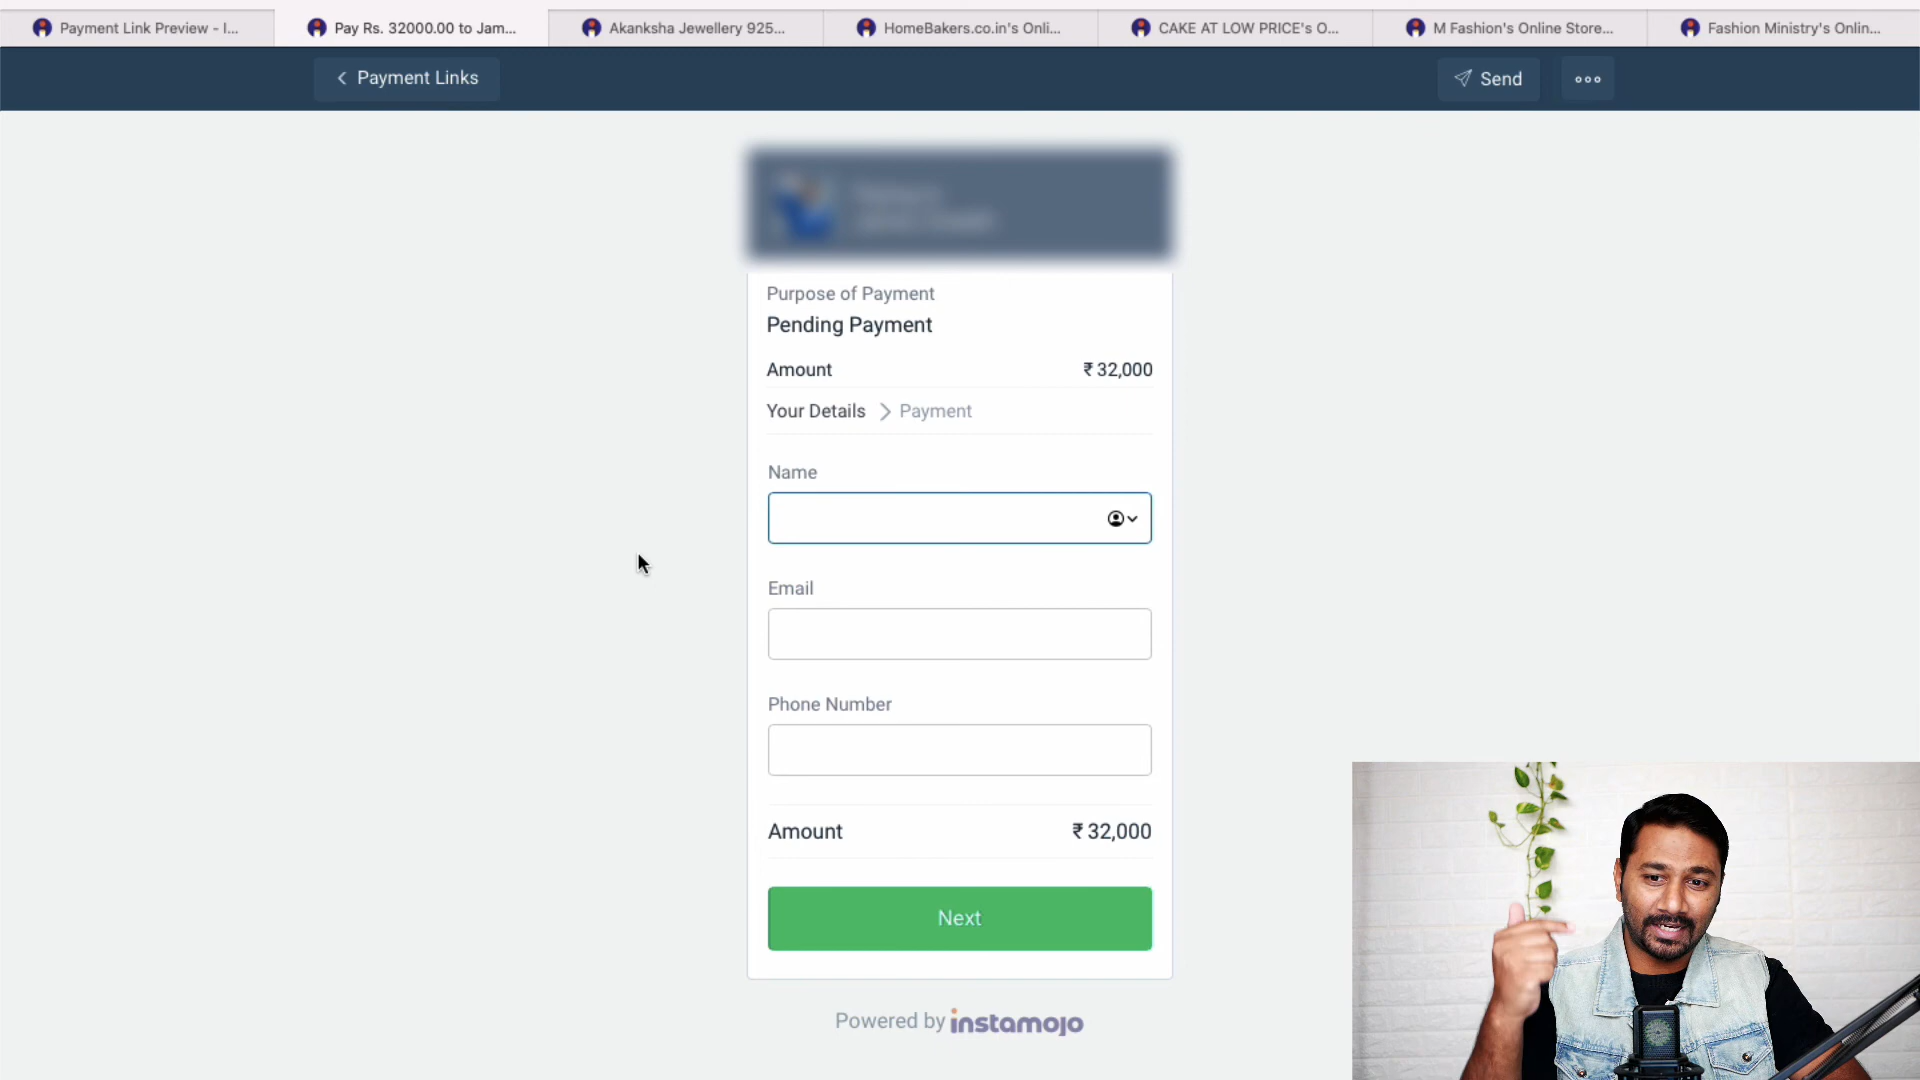 Payment Link Preview - I...
Pay Rs. 32000.00 to Jam...
Akanksha Jewellery 925...
HomeBakers.co.in's Onli...
CAKE AT LOW PRICE's O...
M Fashion's Online Store...
Fashion Ministry's Onlin...
Payment Links
Send
Purpose of Payment
Pending Payment
Amount ₹ 32,000
Your Details > Payment
Name
Email
Phone Number
Amount ₹ 32,000
Next
Powered by instamojo